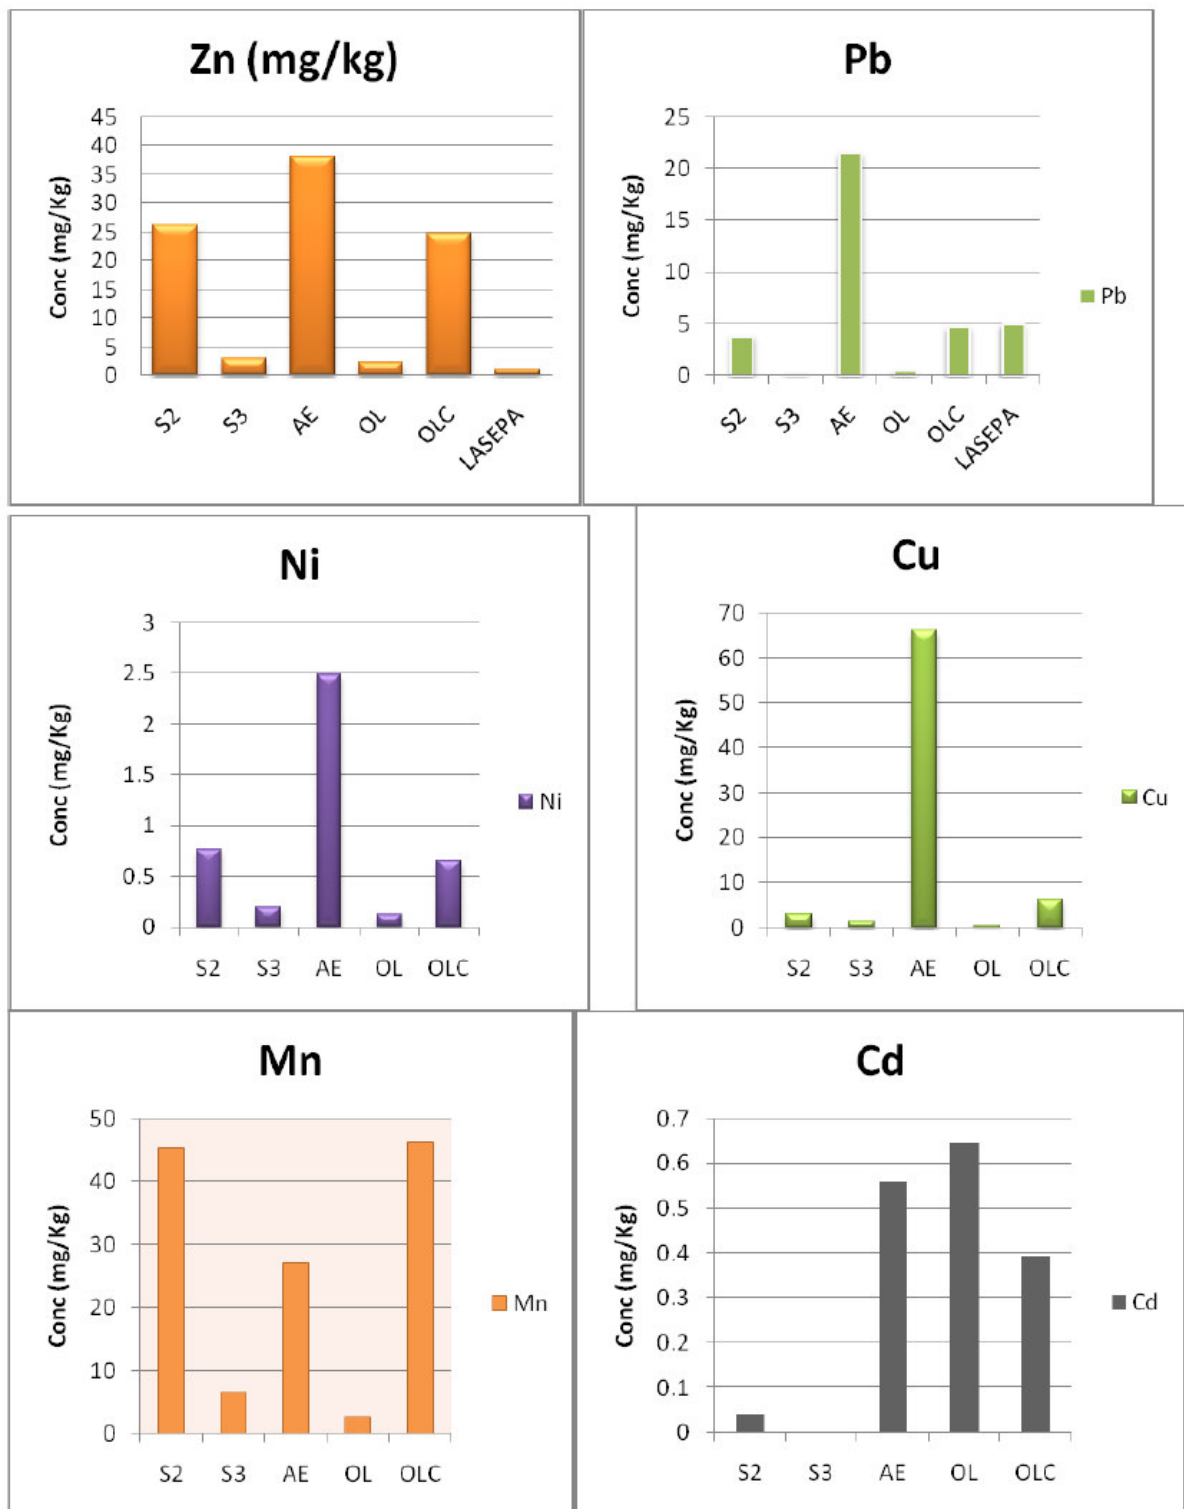 Zn (mg/kg)
Conc (mg/Kg)
45
40
35
30
25
20
15
10
5
0
S2 S3 AE OL OLC LASEPA
Pb
Conc (mg/Kg)
25
20
15
10
5
0
S2 S3 AE OL OLC LASEPA
Pb
Ni
Conc (mg/Kg)
3
2.5
2
1.5
1
0.5
0
S2 S3 AE OL OLC
Ni
Cu
Conc (mg/Kg)
70
60
50
40
30
20
10
0
S2 S3 AE OL OLC
Cu
Mn
Conc (mg/Kg)
50
40
30
20
10
0
S2 S3 AE OL OLC
Mn
Cd
Conc (mg/Kg)
0.7
0.6
0.5
0.4
0.3
0.2
0.1
0
S2 S3 AE OL OLC
Cd